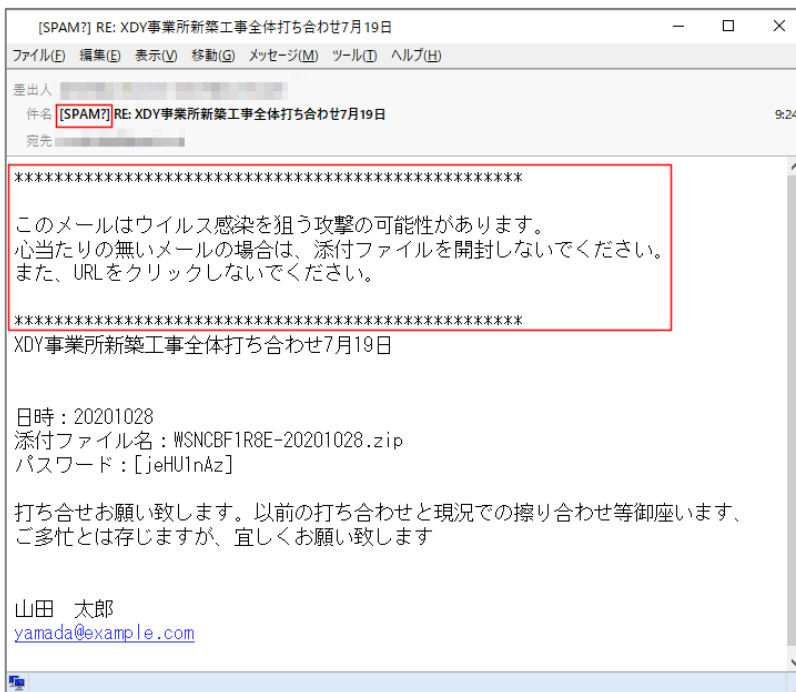 [SPAM?] RE: XDY事業所新築工事全体打ち合わせ7月19日
ファイル(F) 編集(E) 表示(V) 移動(G) メッセージ(M) ツール(T) ヘルプ(H)
差出人
件名 [SPAM?] RE: XDY事業所新築工事全体打ち合わせ7月19日 9:24
宛先
***************************************************
このメールはウイルス感染を狙う攻撃の可能性があります。
心当たりの無いメールの場合は、添付ファイルを開封しないでください。
また、URLをクリックしないでください。
***************************************************
XDY事業所新築工事全体打ち合わせ7月19日
日時:20201028
添付ファイル名:WSNCBF1R8E-20201028.zip
パスワード:[jeHU1nAz]
打ち合せお願い致します。以前の打ち合わせと現況での擦り合わせ等御座います、
ご多忙とは存じますが、宜しくお願い致します
山田 太郎
yamada@example.com